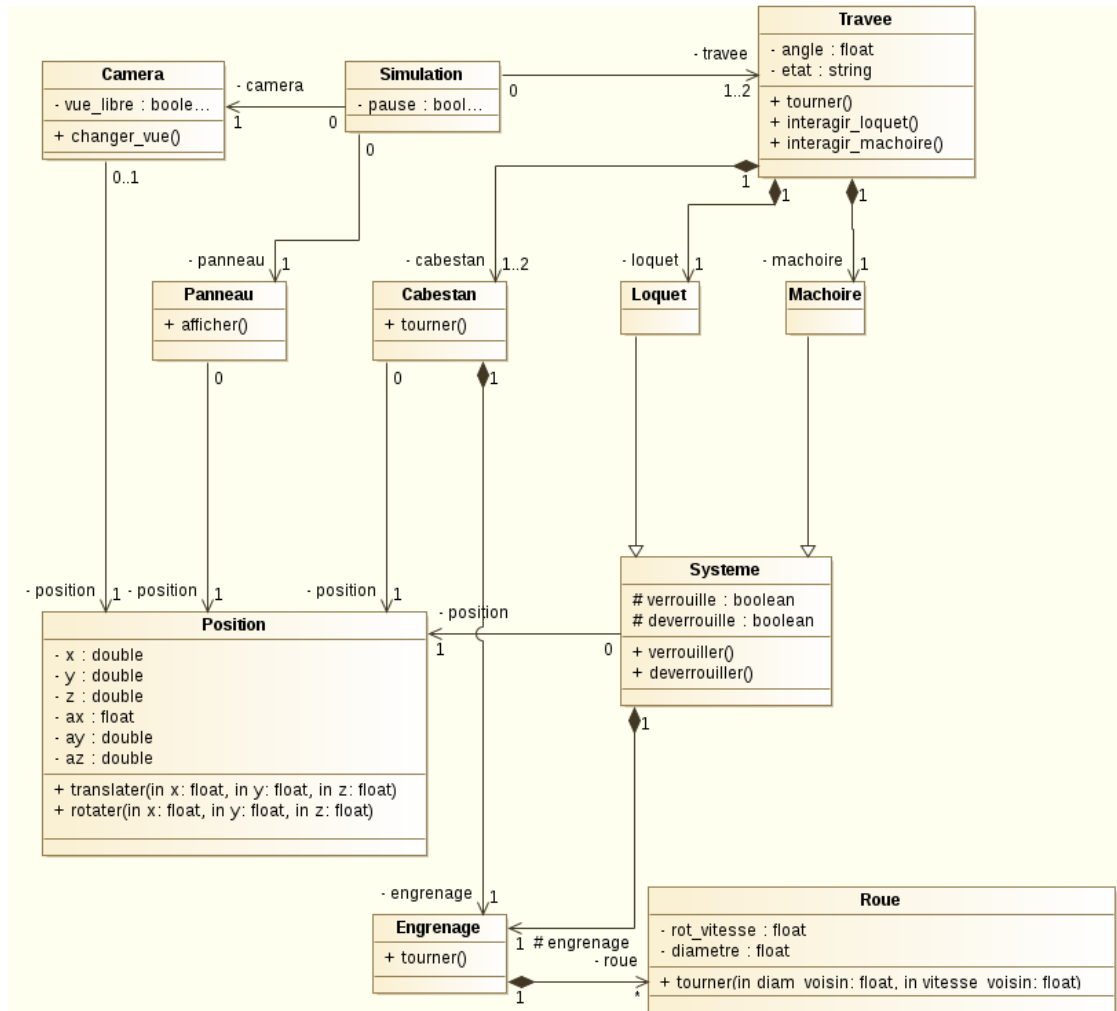 Travee
- angle : float
- etat : string
+ tourner()
+ interagir_loquet()
+ interagir_machoire()
Camera
- vue_libre : boole...
+ changer_vue()
Simulation
- pause : bool...
- camera
1
0
- travee
0
1..2
0
0..1
1
1
1
- panneau
1
- cabestan
1..2
- loquet
1
- machoire
1
Panneau
+ afficher()
Cabestan
+ tourner()
Loquet
Machoire
0
0
1
Systeme
# verrouille : boolean
# deverrouille : boolean
+ verrouiller()
+ deverrouiller()
- position
1
- position
1
- position
1
- position
1
0
Position
- x : double
- y : double
- z : double
- ax : float
- ay : double
- az : double
+ translater(in x: float, in y: float, in z: float)
+ rotater(in x: float, in y: float, in z: float)
1
- engrenage
1
Engrenage
+ tourner()
1
# engrenage
- roue
1
*
Roue
- rot_vitesse : float
- diametre : float
+ tourner(in diam_voisin: float, in vitesse_voisin: float)